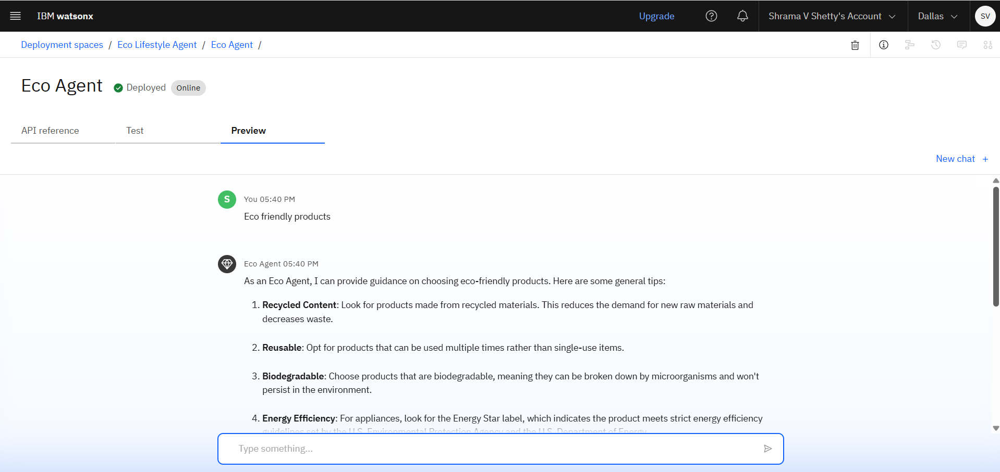 IBM watsonx
Upgrade
Shrama V Shetty's Account
Dallas
SV
Deployment spaces / Eco Lifestyle Agent / Eco Agent /
Eco Agent
Deployed
Online
API reference
Test
Preview
New chat +
S
You 05:40 PM
Eco friendly products
Eco Agent 05:40 PM
As an Eco Agent, I can provide guidance on choosing eco-friendly products. Here are some general tips:
1. Recycled Content: Look for products made from recycled materials. This reduces the demand for new raw materials and
decreases waste.
2. Reusable: Opt for products that can be used multiple times rather than single-use items.
3. Biodegradable: Choose products that are biodegradable, meaning they can be broken down by microorganisms and won't
persist in the environment.
4. Energy Efficiency: For appliances, look for the Energy Star label, which indicates the product meets strict energy efficiency
guidelines set by the U.S. Environmental Protection Agency and the U.S. Department of Energy.
Type something...